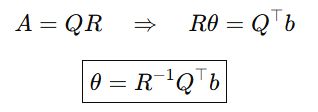 A = QR ⇒ Rθ = Q⊤b
θ = R⁻¹Q⊤b